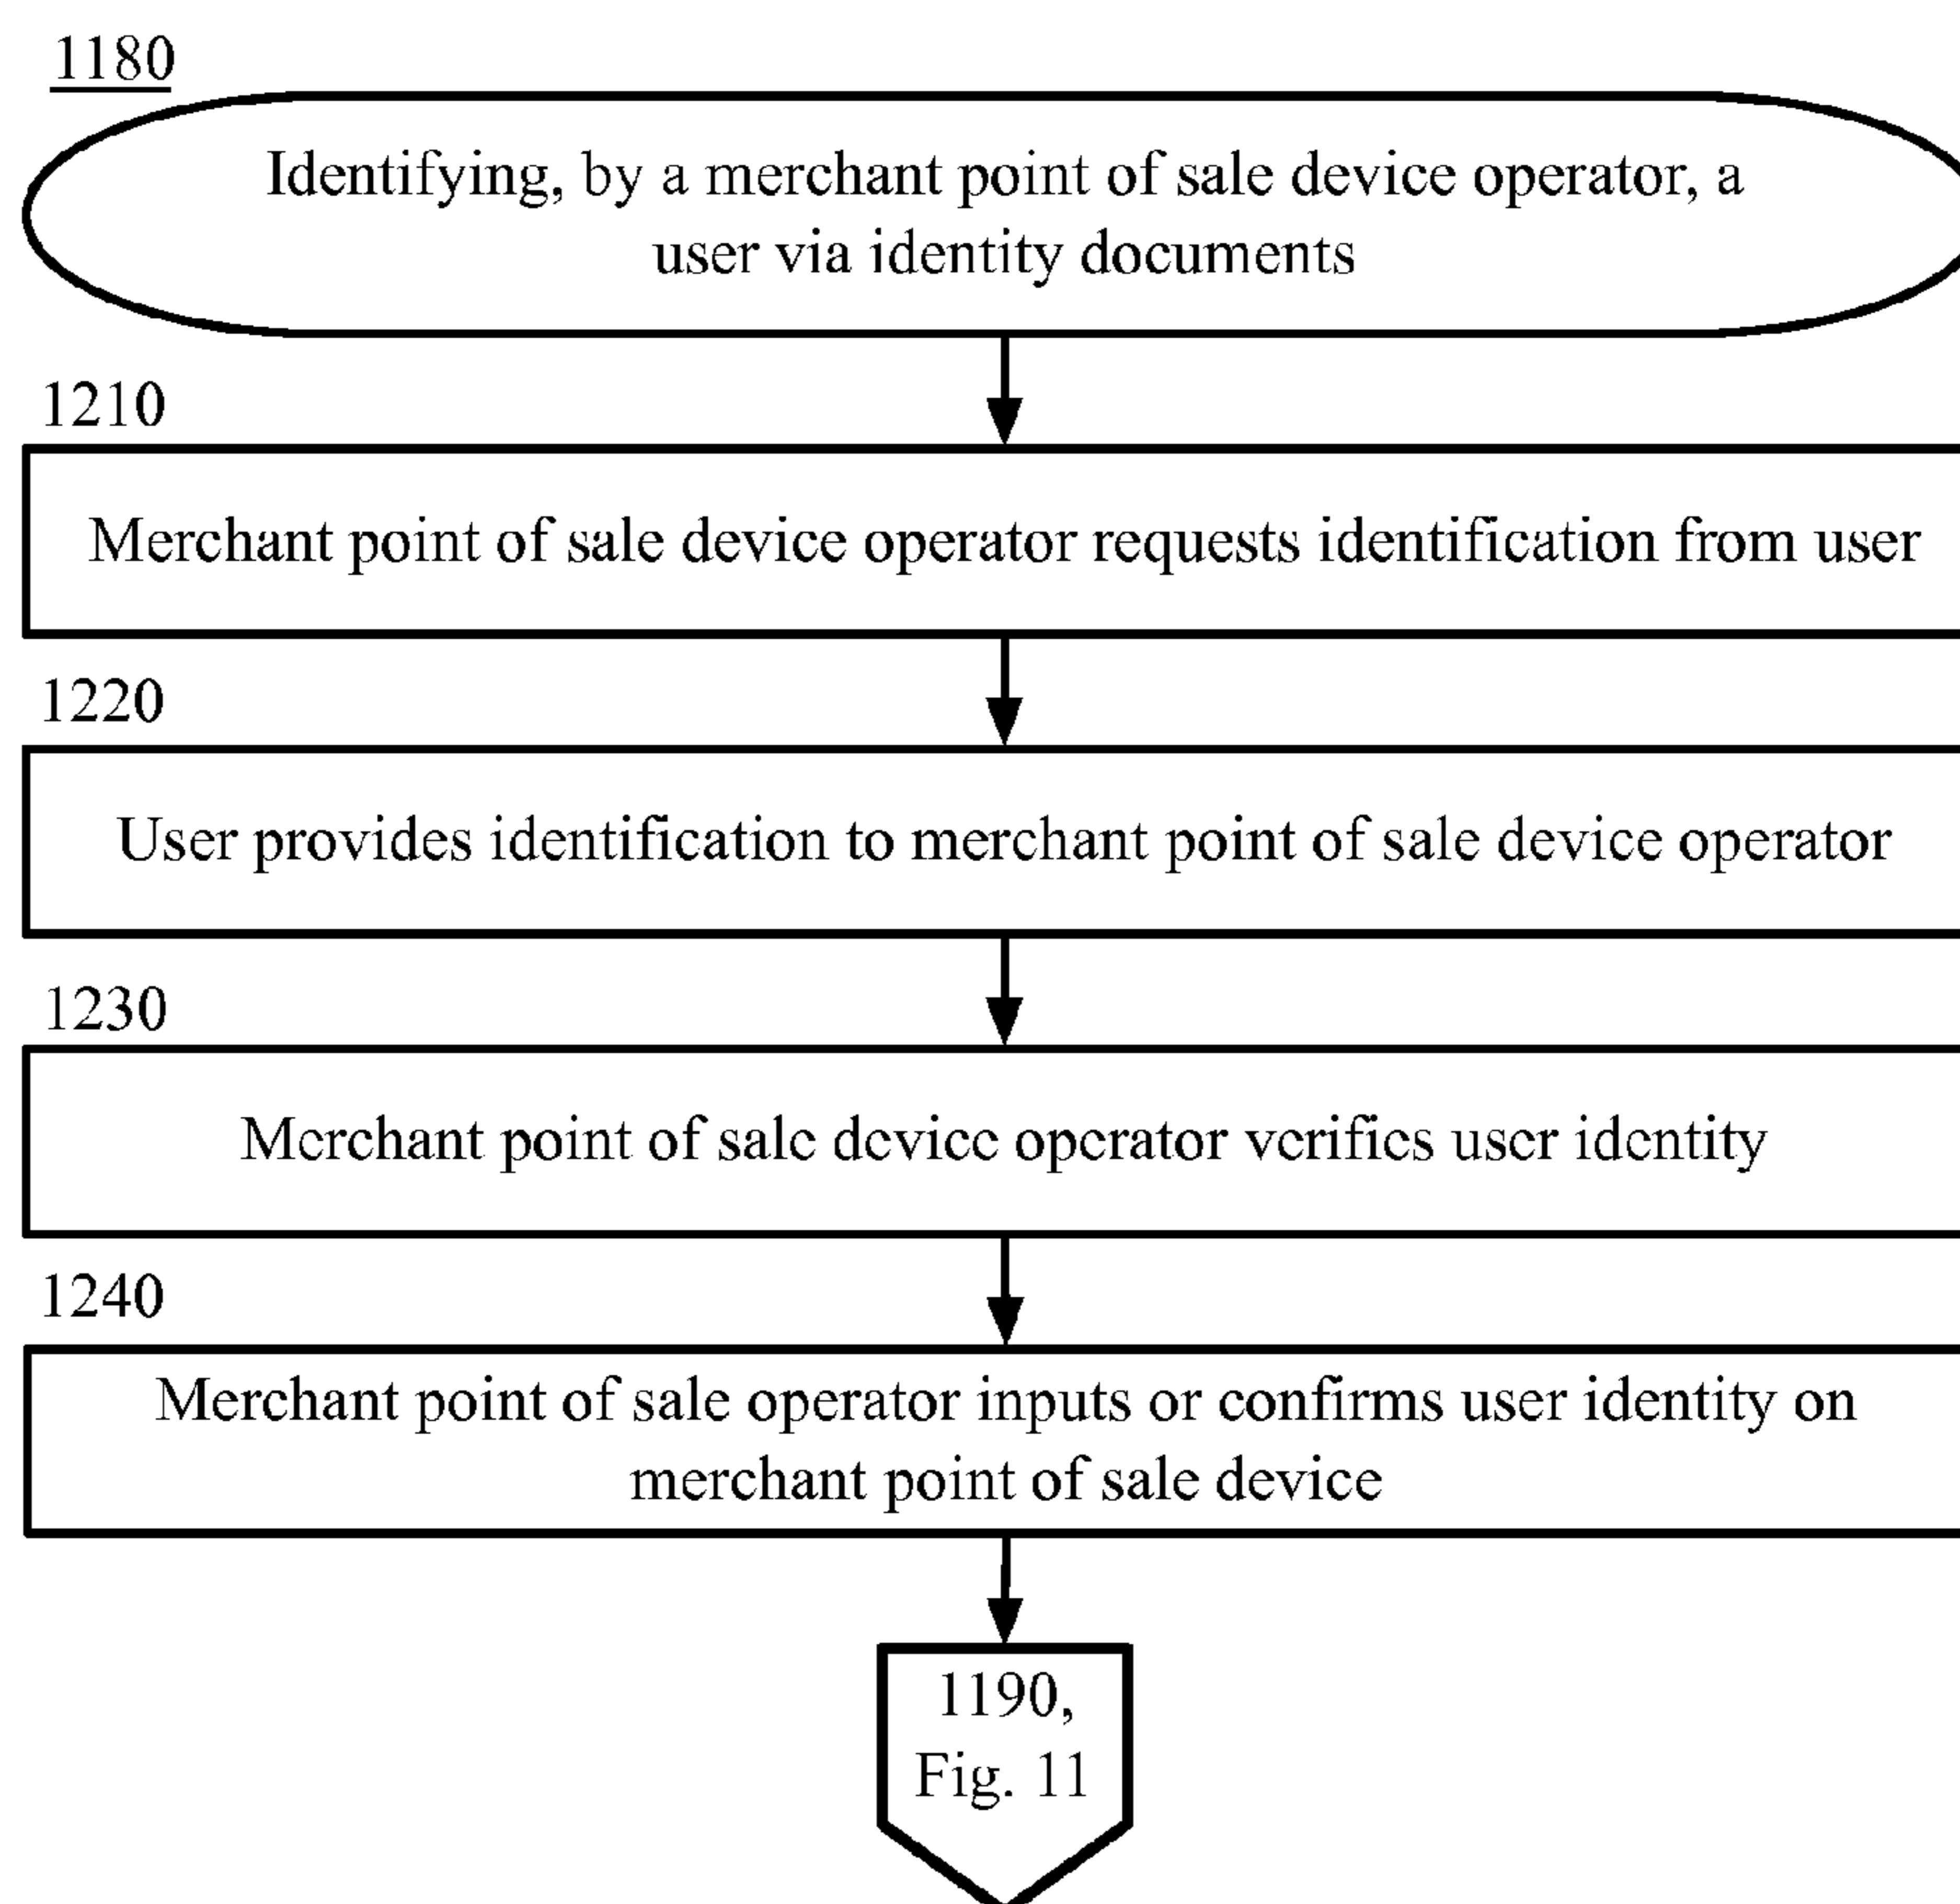 1180
Identifying, by a merchant point of sale device operator, a
user via identity documents
1210
Merchant point of sale device operator requests identification from user
1220
User provides identification to merchant point of sale device operator
1230
Merchant point of sale device operator verifies user identity
1240
Merchant point of sale operator inputs or confirms user identity on
merchant point of sale device
1190,
Fig. 11